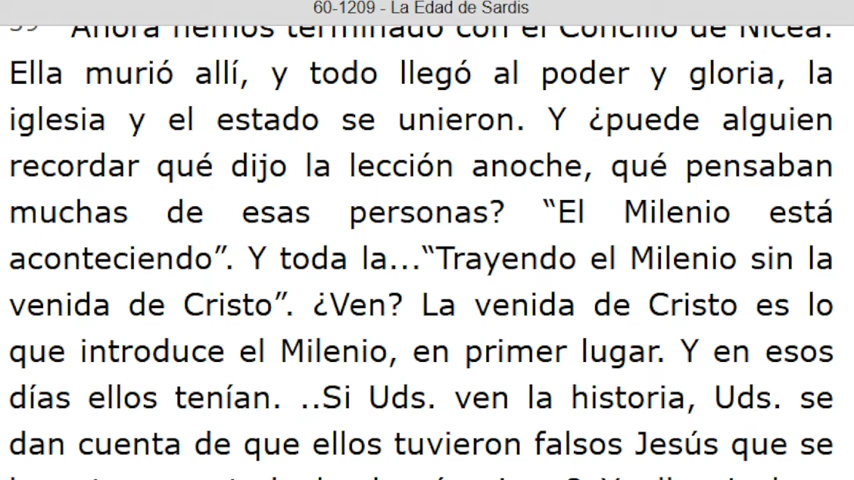 60-1209 - La Edad de Sardis
39 Ahora hemos terminado con el Concilio de Nicea.
Ella murió allí, y todo llegó al poder y gloria, la
iglesia y el estado se unieron. Y ¿puede alguien
recordar qué dijo la lección anoche, qué pensaban
muchas de esas personas? “El Milenio está
aconteciendo”. Y toda la...“Trayendo el Milenio sin la
venida de Cristo”. ¿Ven? La venida de Cristo es lo
que introduce el Milenio, en primer lugar. Y en esos
días ellos tenían. ..Si Uds. ven la historia, Uds. se
dan cuenta de que ellos tuvieron falsos Jesús que se